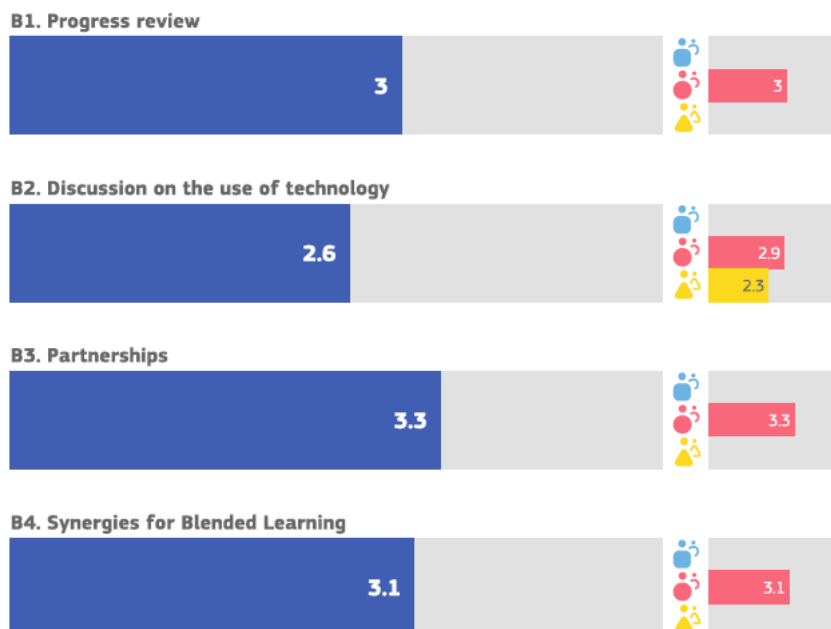 B1. Progress review
3
3
B2. Discussion on the use of technology
2.6
2.9
2.3
B3. Partnerships
3.3
3.3
B4. Synergies for Blended Learning
3.1
3.1